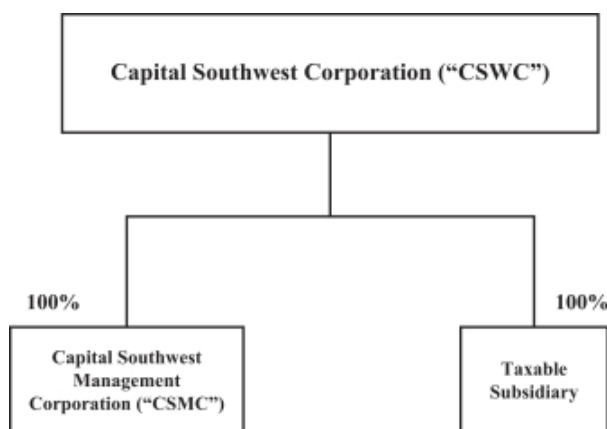 Capital Southwest Corporation (“CSWC”)
100%
100%
Capital Southwest
Management
Corporation (“CSMC”)
Taxable
Subsidiary